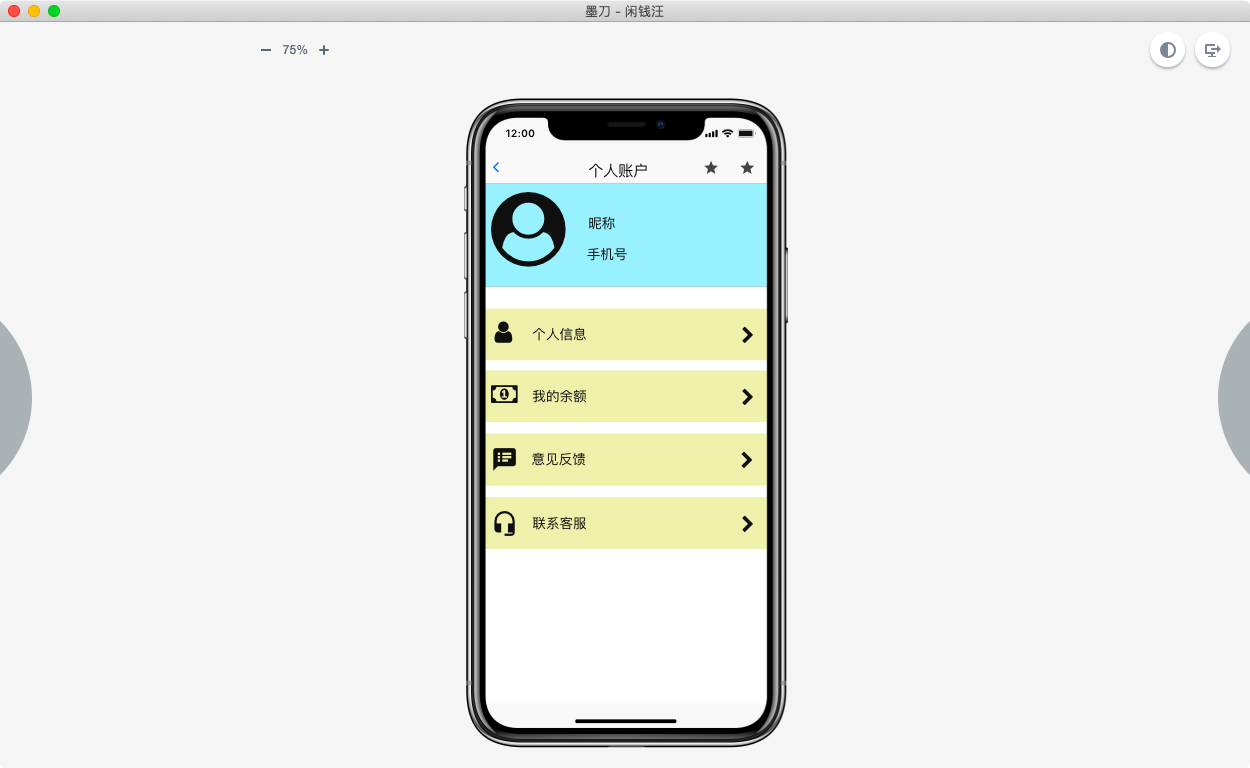 墨刀 - 闲钱汪
75%
12:00
个人账户
昵称
手机号
个人信息
1
我的余额
意见反馈
联系客服